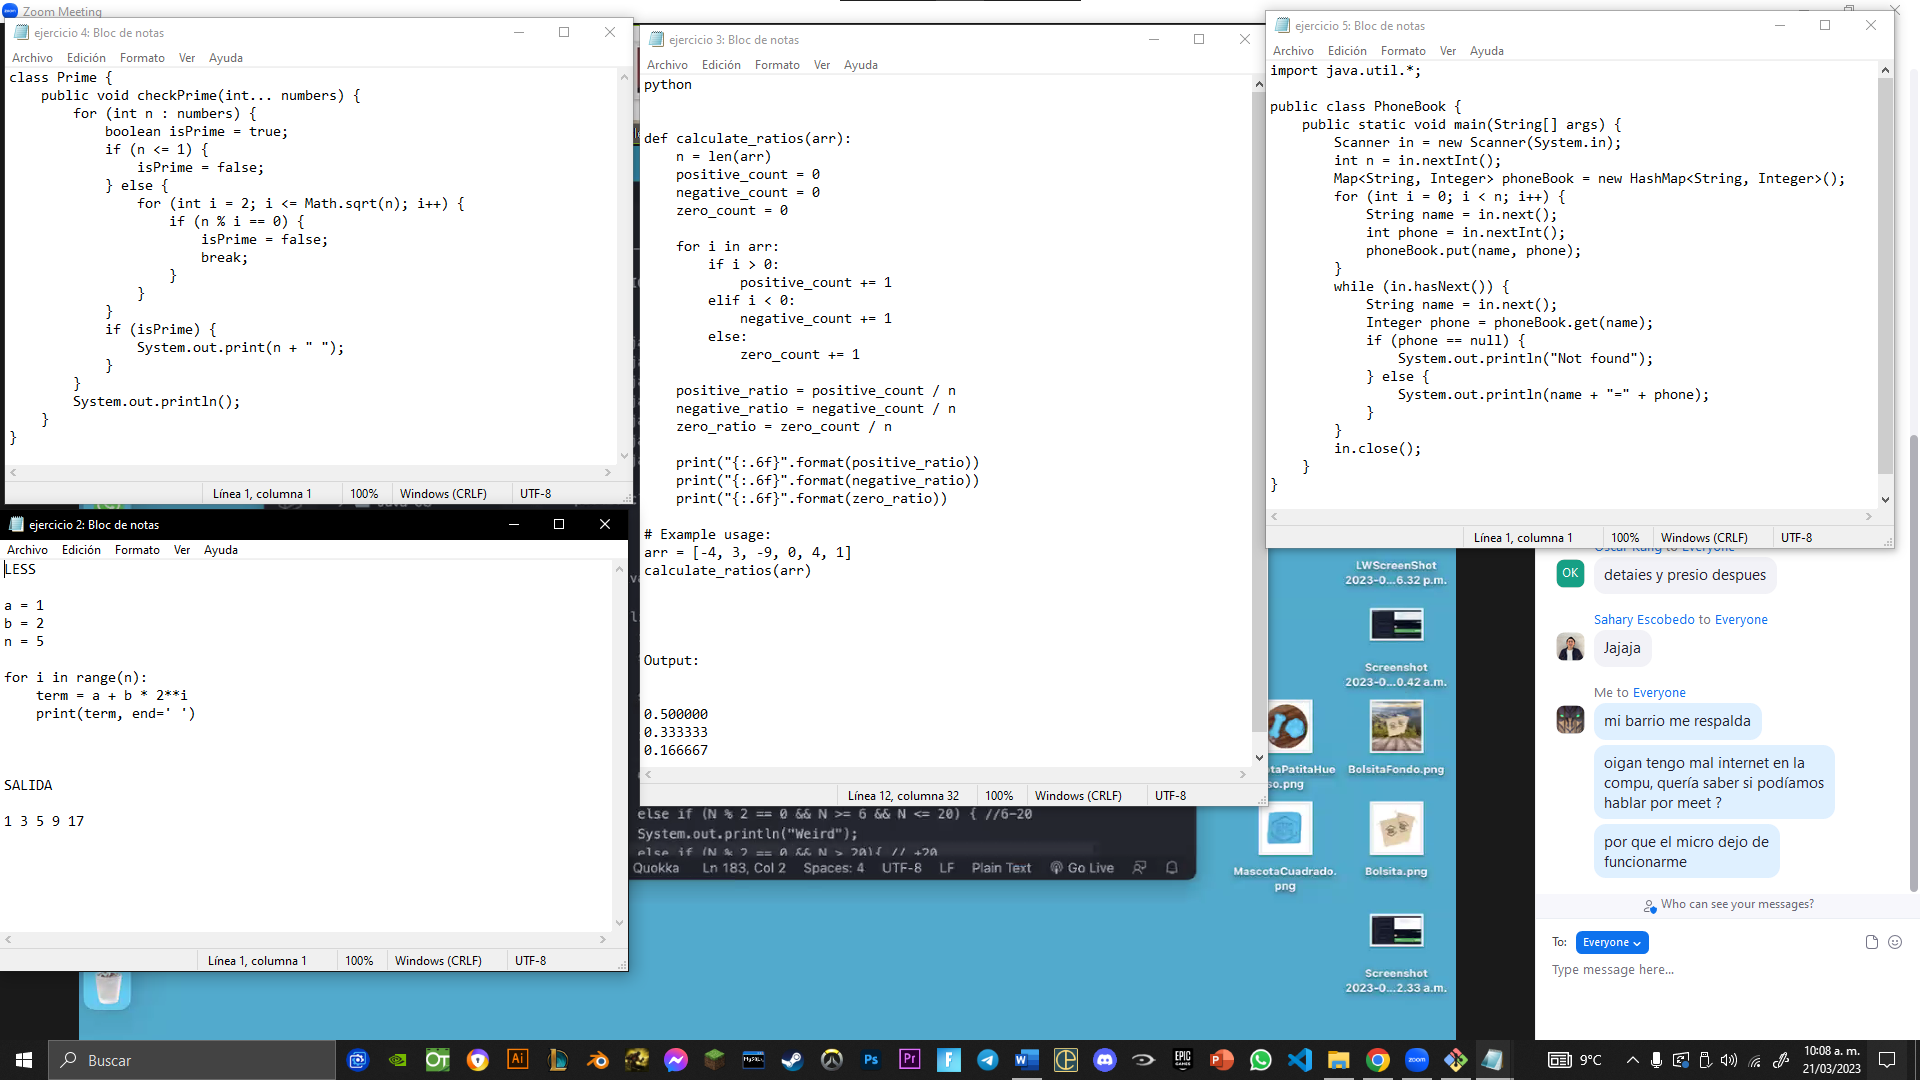 Zoom Meeting
ejercicio 4: Bloc de notas
Archivo Edición Formato Ver Ayuda
class Prime {
    public void checkPrime(int... numbers) {
        for (int n : numbers) {
            boolean isPrime = true;
            if (n <= 1) {
                isPrime = false;
            } else {
                for (int i = 2; i <= Math.sqrt(n); i++) {
                    if (n % i == 0) {
                        isPrime = false;
                        break;
                    }
                }
            }
            if (isPrime) {
                System.out.print(n + " ");
            }
        }
        System.out.println();
    }
}
Línea 1, columna 1 100% Windows (CRLF) UTF-8
ejercicio 2: Bloc de notas
Archivo Edición Formato Ver Ayuda
LESS
a = 1
b = 2
n = 5
for i in range(n):
    term = a + b * 2**i
    print(term, end=' ')
SALIDA
1 3 5 9 17
Línea 1, columna 1 100% Windows (CRLF) UTF-8
ejercicio 3: Bloc de notas
Archivo Edición Formato Ver Ayuda
python
def calculate_ratios(arr):
    n = len(arr)
    positive_count = 0
    negative_count = 0
    zero_count = 0
    for i in arr:
        if i > 0:
            positive_count += 1
        elif i < 0:
            negative_count += 1
        else:
            zero_count += 1
    positive_ratio = positive_count / n
    negative_ratio = negative_count / n
    zero_ratio = zero_count / n
    print("{:.6f}".format(positive_ratio))
    print("{:.6f}".format(negative_ratio))
    print("{:.6f}".format(zero_ratio))
# Example usage:
arr = [-4, 3, -9, 0, 4, 1]
calculate_ratios(arr)
Output:
0.500000
0.333333
0.166667
Línea 12, columna 32 100% Windows (CRLF) UTF-8
else if (N % 2 == 0 && N >= 6 && N <= 20) { //6-20
System.out.println("Weird");
else if (N % 2 == 0 && N > 20){ // +20
Quokka Ln 183, Col 2 Spaces: 4 UTF-8 LF Plain Text Go Live
ejercicio 5: Bloc de notas
Archivo Edición Formato Ver Ayuda
import java.util.*;
public class PhoneBook {
    public static void main(String[] args) {
        Scanner in = new Scanner(System.in);
        int n = in.nextInt();
        Map<String, Integer> phoneBook = new HashMap<String, Integer>();
        for (int i = 0; i < n; i++) {
            String name = in.next();
            int phone = in.nextInt();
            phoneBook.put(name, phone);
        }
        while (in.hasNext()) {
            String name = in.next();
            Integer phone = phoneBook.get(name);
            if (phone == null) {
                System.out.println("Not found");
            } else {
                System.out.println(name + "=" + phone);
            }
        }
        in.close();
    }
}
Línea 1, columna 1 100% Windows (CRLF) UTF-8
LWScreenShot
2023-0...6.32 p.m.
Screenshot
2023-0...0.42 a.m.
taPatitaHue
so.png
BolsitaFondo.png
MascotaCuadrado.
png
Bolsita.png
Screenshot
2023-0...2.33 a.m.
Oscar Kang to Everyone
OK
detaies y presio despues
Sahary Escobedo to Everyone
Jajaja
Me to Everyone
mi barrio me respalda
oigan tengo mal internet en la
compu, quería saber si podíamos
hablar por meet ?
por que el micro dejo de
funcionarme
Who can see your messages?
To: Everyone
Type message here...
Buscar
9°C
10:08 a. m.
21/03/2023